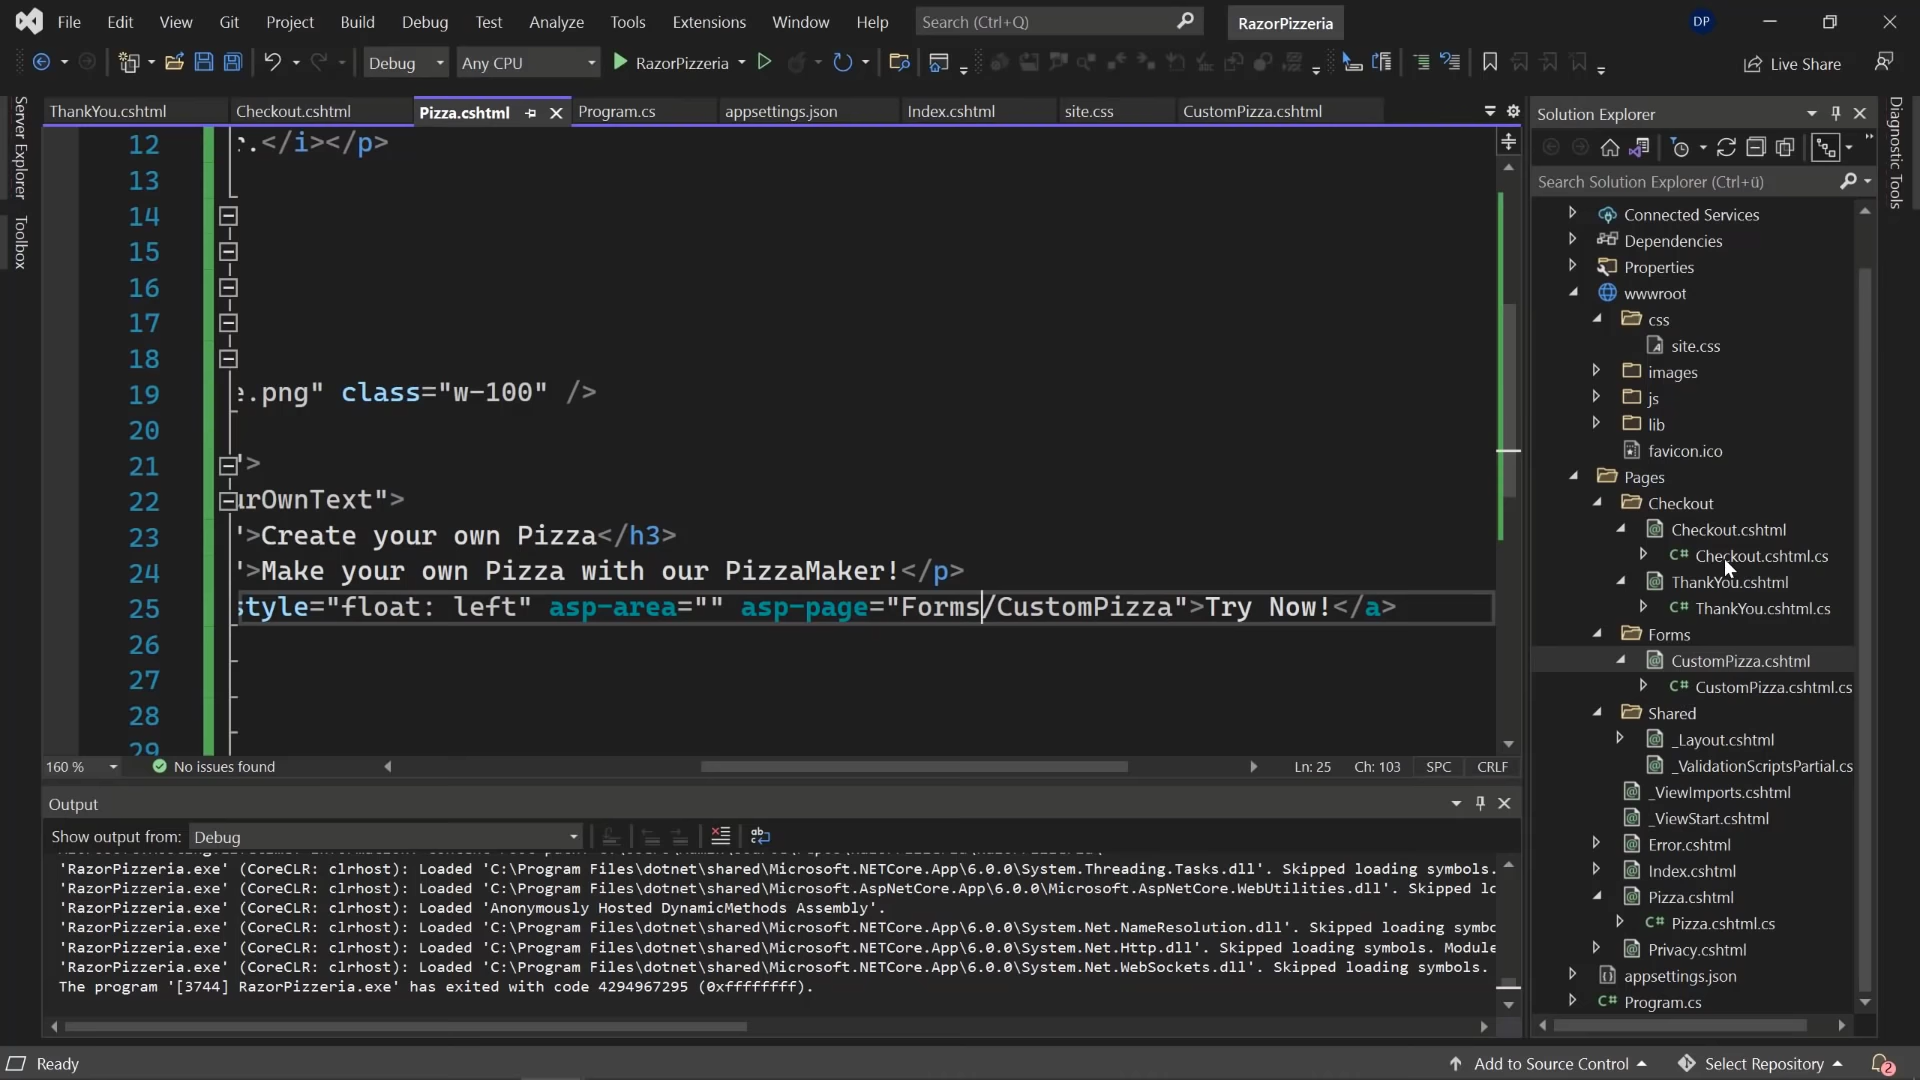 File Edit View Git Project Build Debug Test Analyze Tools Extensions Window Help Search (Ctrl+Q) RazorPizzeria DP
Debug Any CPU RazorPizzeria Live Share
ThankYou.cshtml Checkout.cshtml Pizza.cshtml Program.cs appsettings.json Index.cshtml site.css CustomPizza.cshtml
Server Explorer
Toolbox
12 .</i></p>
13
14
15
16
17
18
19 e.png" class="w-100" />
20
21 ">
22 urOwnText">
23 ">Create your own Pizza</h3>
24 ">Make your own Pizza with our PizzaMaker!</p>
25 style="float: left" asp-area="" asp-page="Forms/CustomPizza">Try Now!</a>
26
27
28
29
160 % No issues found Ln: 25 Ch: 103 SPC CRLF
Output
Show output from: Debug
'RazorPizzeria.exe' (CoreCLR: clrhost): Loaded 'C:\Program Files\dotnet\shared\Microsoft.NETCore.App\6.0.0\System.Threading.Tasks.dll'. Skipped loading symbols.
'RazorPizzeria.exe' (CoreCLR: clrhost): Loaded 'C:\Program Files\dotnet\shared\Microsoft.AspNetCore.App\6.0.0\Microsoft.AspNetCore.WebUtilities.dll'. Skipped lo
'RazorPizzeria.exe' (CoreCLR: clrhost): Loaded 'Anonymously Hosted DynamicMethods Assembly'.
'RazorPizzeria.exe' (CoreCLR: clrhost): Loaded 'C:\Program Files\dotnet\shared\Microsoft.NETCore.App\6.0.0\System.Net.NameResolution.dll'. Skipped loading symbo
'RazorPizzeria.exe' (CoreCLR: clrhost): Loaded 'C:\Program Files\dotnet\shared\Microsoft.NETCore.App\6.0.0\System.Net.Http.dll'. Skipped loading symbols. Module
'RazorPizzeria.exe' (CoreCLR: clrhost): Loaded 'C:\Program Files\dotnet\shared\Microsoft.NETCore.App\6.0.0\System.Net.WebSockets.dll'. Skipped loading symbols.
The program '[3744] RazorPizzeria.exe' has exited with code 4294967295 (0xffffffff).
Solution Explorer
Search Solution Explorer (Ctrl+ü)
Connected Services
Dependencies
Properties
wwwroot
css
site.css
images
js
lib
favicon.ico
Pages
Checkout
Checkout.cshtml
C# Checkout.cshtml.cs
ThankYou.cshtml
C# ThankYou.cshtml.cs
Forms
CustomPizza.cshtml
C# CustomPizza.cshtml.cs
Shared
_Layout.cshtml
_ValidationScriptsPartial.cs
_ViewImports.cshtml
_ViewStart.cshtml
Error.cshtml
Index.cshtml
Pizza.cshtml
C# Pizza.cshtml.cs
Privacy.cshtml
appsettings.json
C# Program.cs
Diagnostic Tools
Ready Add to Source Control Select Repository 2